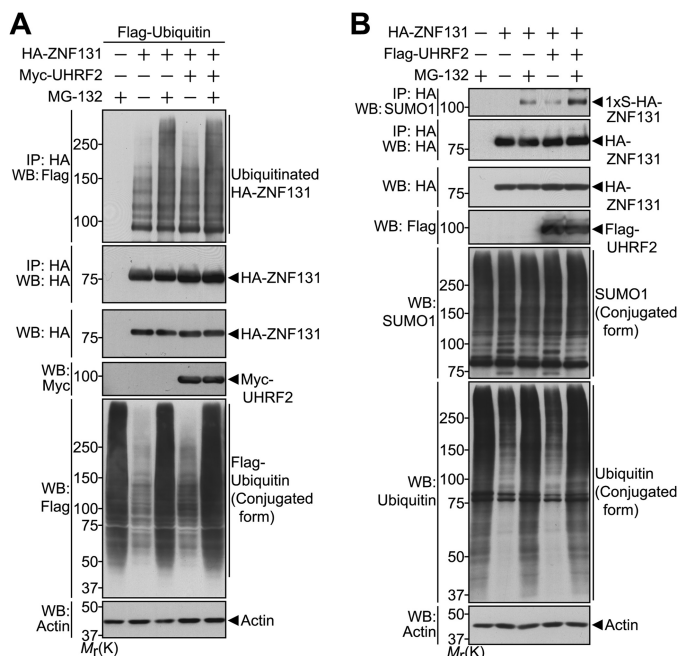 A
Flag-Ubiquitin
HA-ZNF131 – + + + +
Myc-UHRF2 – – – + +
MG-132 + – + – +
IP: HA
WB:Flag
250
150
100
Ubiquitinated
HA-ZNF131
IP: HA
WB: HA
75
HA-ZNF131
WB: HA
75
HA-ZNF131
WB:
Myc
100
Myc-
UHRF2
WB:
Flag
250
150
100
75
50
37
Flag-
Ubiquitin
(Conjugated
form)
WB:
Actin
50
37
Actin
Mr(K)
B
HA-ZNF131 – + + + +
Flag-UHRF2 – – – + +
MG-132 + – + – +
IP: HA
WB:SUMO1
100
1xS-HA-
ZNF131
IP: HA
WB: HA
75
HA-
ZNF131
WB: HA
75
HA-
ZNF131
WB: Flag
100
Flag-
UHRF2
WB:
SUMO1
250
150
100
75
SUMO1
(Conjugated
form)
WB:
Ubiquitin
250
150
100
75
50
37
Ubiquitin
(Conjugated
form)
WB:
Actin
50
37
Actin
Mr(K)